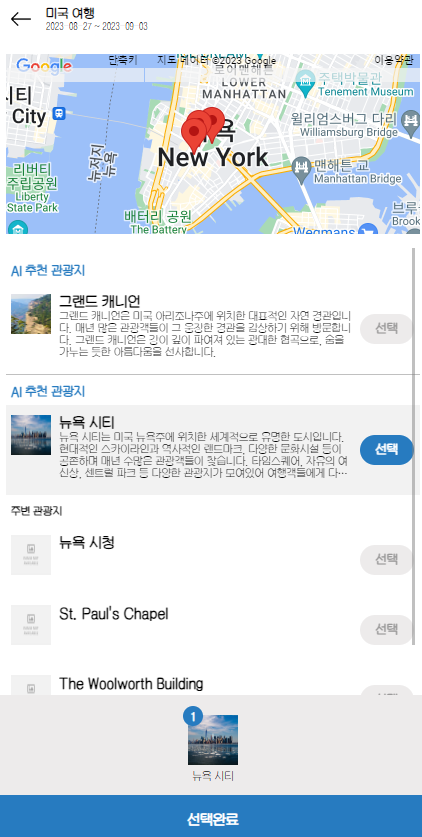 미국 여행
2023 08 27 ~ 2023 09 03
Google
단축키
지도 데이터 ©2023 Google
이용약관
로어맨해튼
LOWER
MANHATTAN
주택박물관
Tenement Museum
City
윌리엄스버그 다리
Williamsburg Bridge
뉴저지
뉴욕
New York
맨해튼 교
Manhattan Bridge
리버티
주립공원
Liberty
State Park
배터리 공원
The Battery
Wegmans
AI 추천 관광지
그랜드 캐니언
그랜드 캐니언은 미국 아리조나주에 위치한 대표적인 자연 경관입니
다. 매년 많은 관광객들이 그 웅장한 경관을 감상하기 위해 방문합니
다. 그랜드 캐니언은 강이 깊이 파여져 있는 광대한 협곡으로, 숨을
가누는 듯한 아름다움을 선사합니다.
선택
AI 추천 관광지
뉴욕 시티
뉴욕 시티는 미국 뉴욕주에 위치한 세계적으로 유명한 도시입니다.
현대적인 스카이라인과 역사적인 랜드마크, 다양한 문화시설 등이
공존하며 매년 수많은 관광객들이 찾습니다. 타임스퀘어, 자유의 여
신상, 센트럴 파크 등 다양한 관광지가 모여있어 여행객들에게 다…
선택
주변 관광지
뉴욕 시청
선택
St. Paul's Chapel
선택
The Woolworth Building
1
뉴욕 시티
선택완료